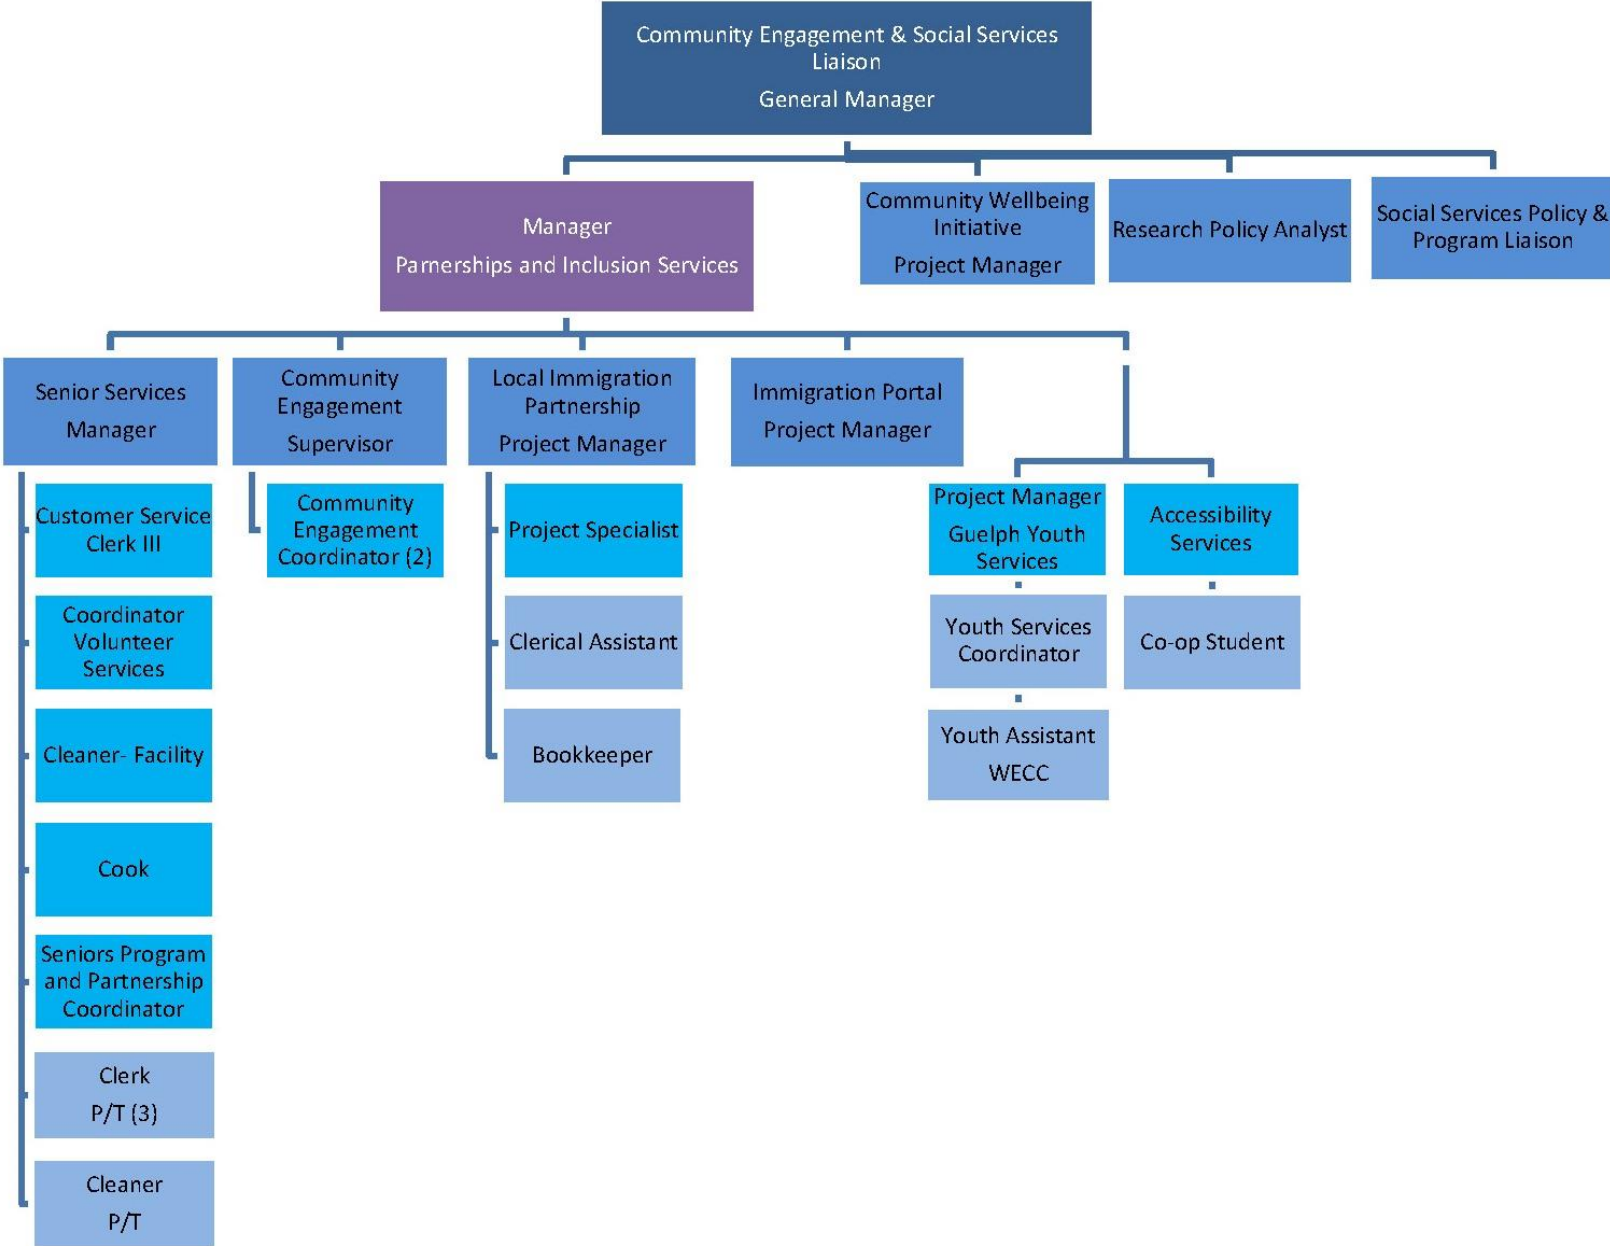 Community Engagement & Social Services
Liaison
General Manager
Manager
Parnerships and Inclusion Services
Community Wellbeing
Initiative
Project Manager
Research Policy Analyst
Social Services Policy &
Program Liaison
Senior Services
Manager
Community
Engagement
Supervisor
Local Immigration
Partnership
Project Manager
Immigration Portal
Project Manager
Customer Service
Clerk III
Coordinator
Volunteer
Services
Cleaner- Facility
Cook
Seniors Program
and Partnership
Coordinator
Clerk
P/T (3)
Cleaner
P/T
Community
Engagement
Coordinator (2)
Project Specialist
Clerical Assistant
Bookkeeper
Project Manager
Guelph Youth
Services
Youth Services
Coordinator
Youth Assistant
WECC
Accessibility
Services
Co-op Student